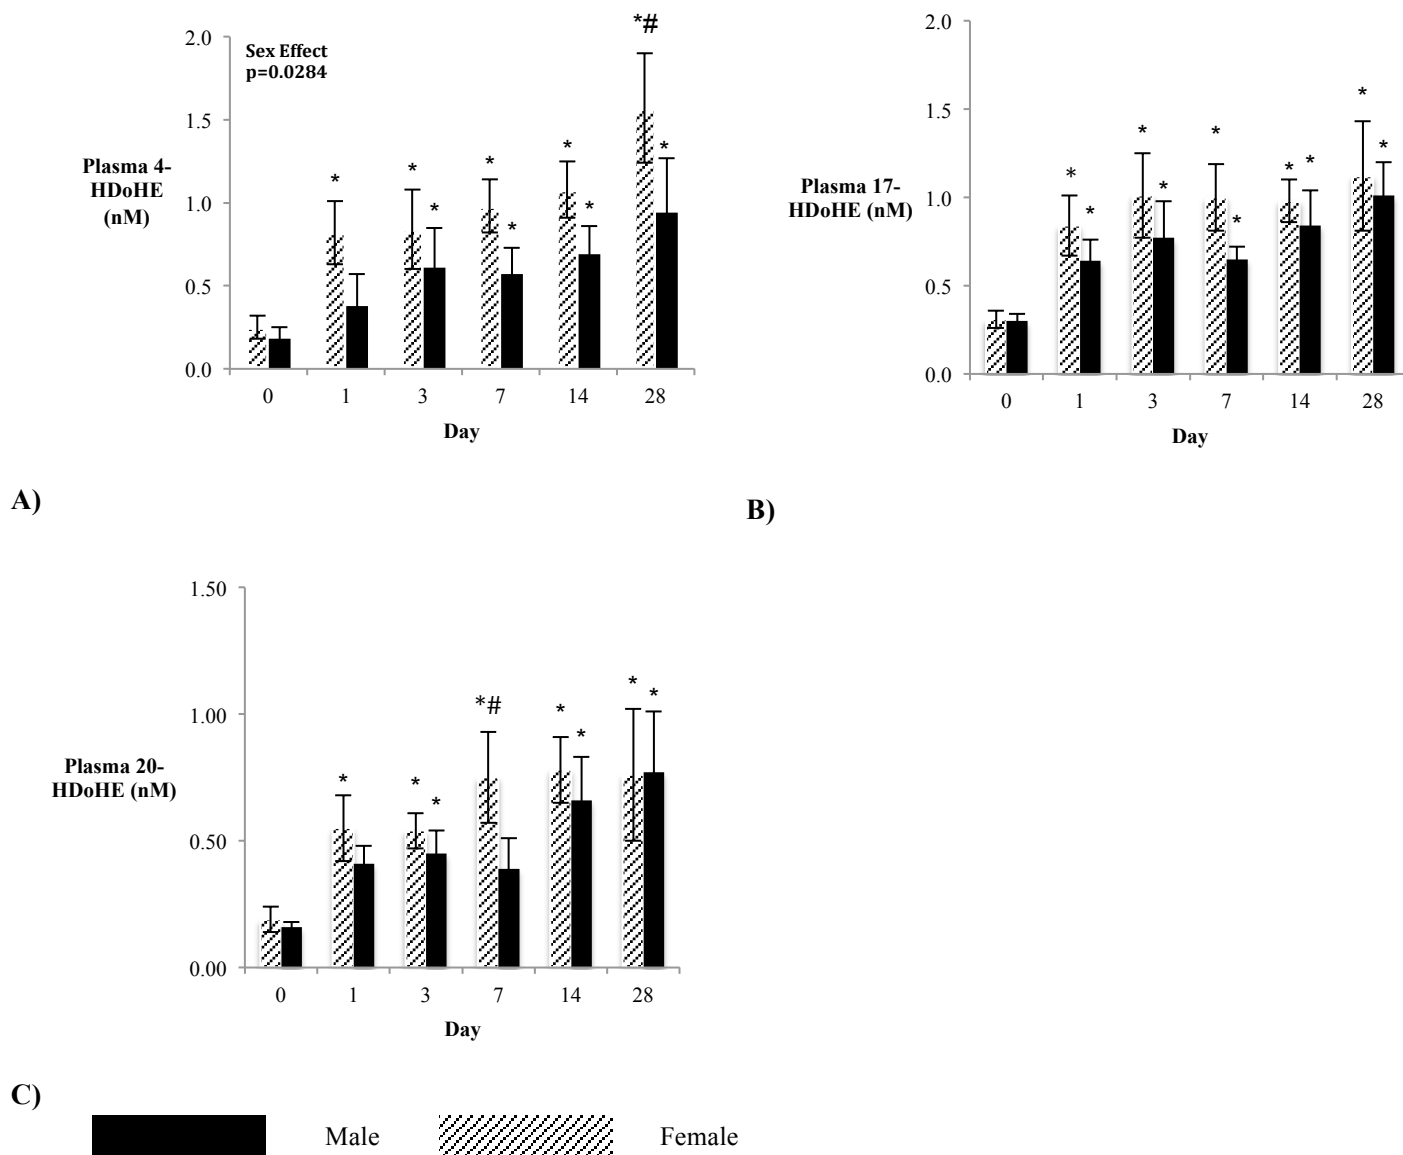 *#
2.0
Sex Effect
p=0.0284
1.5
Plasma 4-
HDoHE
(nM)
1.0
0.5
0.0
* * * * * * * * *
0 1 3 7 14 28
Day
A)
2.0
1.5
Plasma 17-
HDoHE (nM)
1.0
0.5
0.0
* * * * * * * * * *
0 1 3 7 14 28
Day
B)
1.50
1.00
Plasma 20-
HDoHE (nM)
0.50
0.00
* * * *# * * * *
0 1 3 7 14 28
Day
C)
Male Female